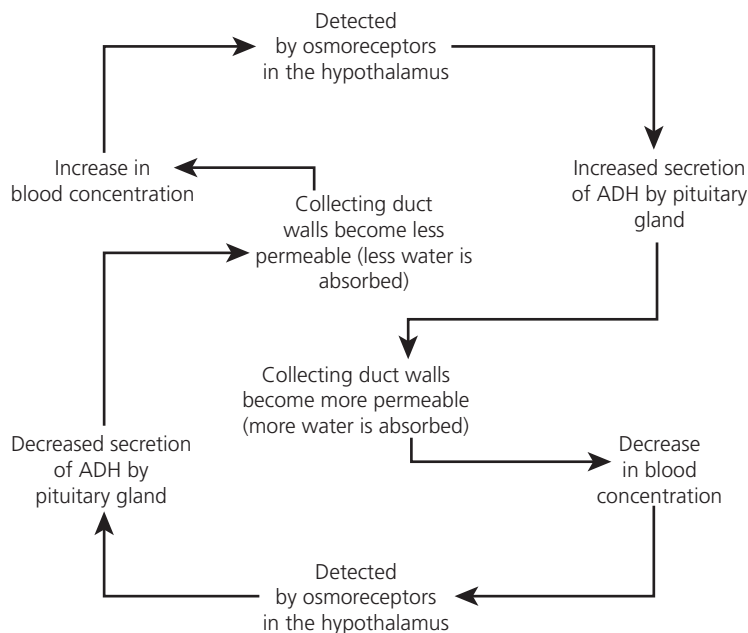 Detected
by osmoreceptors
in the hypothalamus
Increase in
blood concentration
Increased secretion
of ADH by pituitary
gland
Collecting duct
walls become less
permeable (less water is
absorbed)
Collecting duct walls
become more permeable
(more water is absorbed)
Decreased secretion
of ADH by
pituitary gland
Decrease
in blood
concentration
Detected
by osmoreceptors
in the hypothalamus